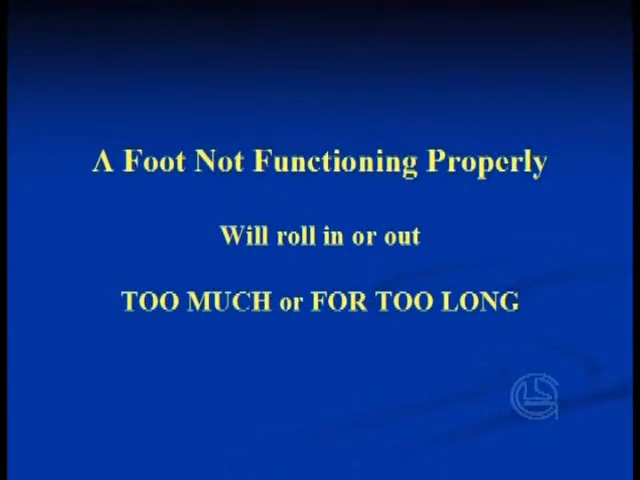 A Foot Not Functioning Properly
Will roll in or out
TOO MUCH or FOR TOO LONG